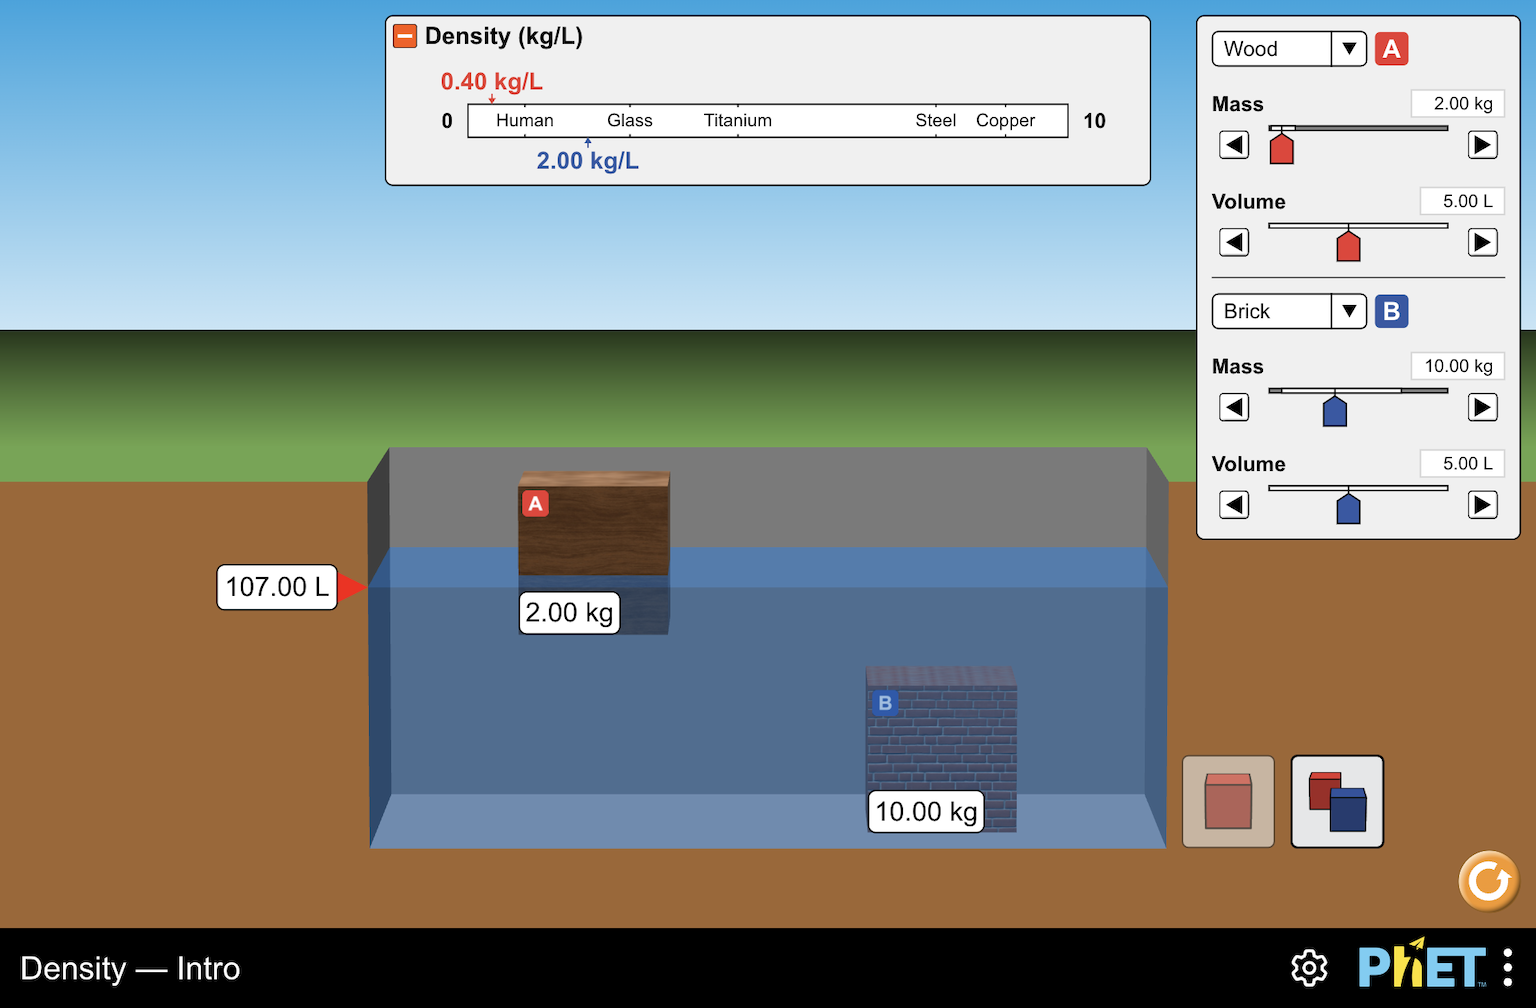 Density (kg/L)
0.40 kg/L
0 Human Glass Titanium Steel Copper 10
2.00 kg/L
Wood A
Mass 2.00 kg
Volume 5.00 L
Brick B
Mass 10.00 kg
Volume 5.00 L
A
107.00 L
2.00 kg
B
10.00 kg
Density — Intro
PhET™